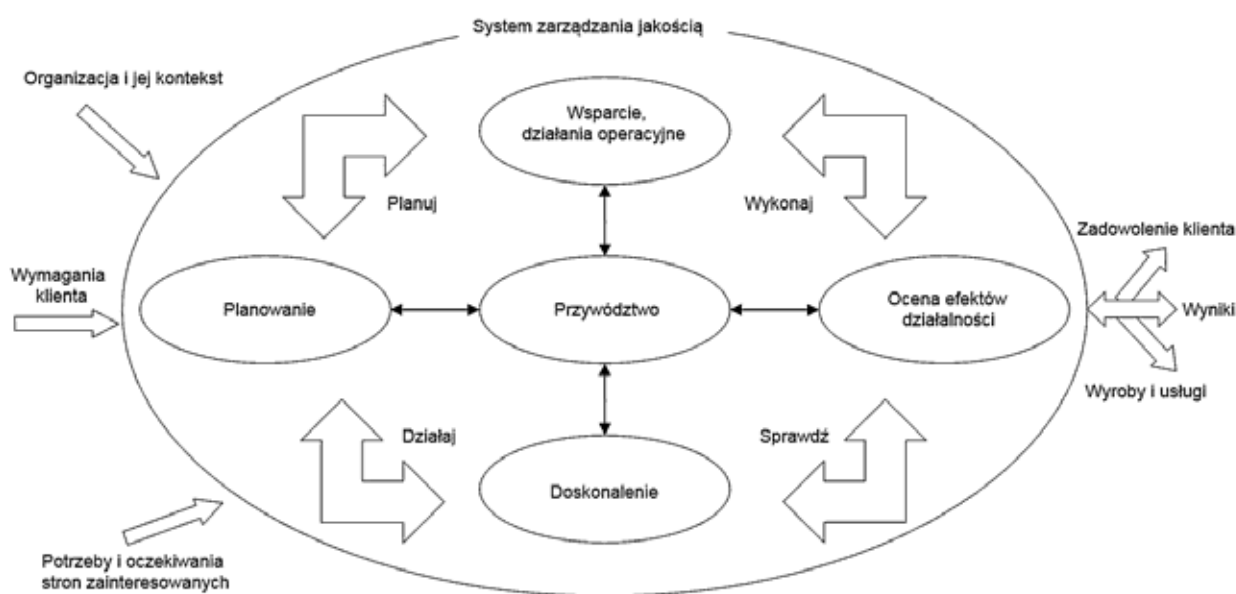 System zarządzania jakością
Organizacja i jej kontekst
Wsparcie,
działania operacyjne
Planuj
Wykonaj
Zadowolenie klienta
Wymagania
klienta
Planowanie
Przywództwo
Ocena efektów
działalności
Wyniki
Wyroby i usługi
Działaj
Sprawdź
Doskonalenie
Potrzeby i oczekiwania
stron zainteresowanych